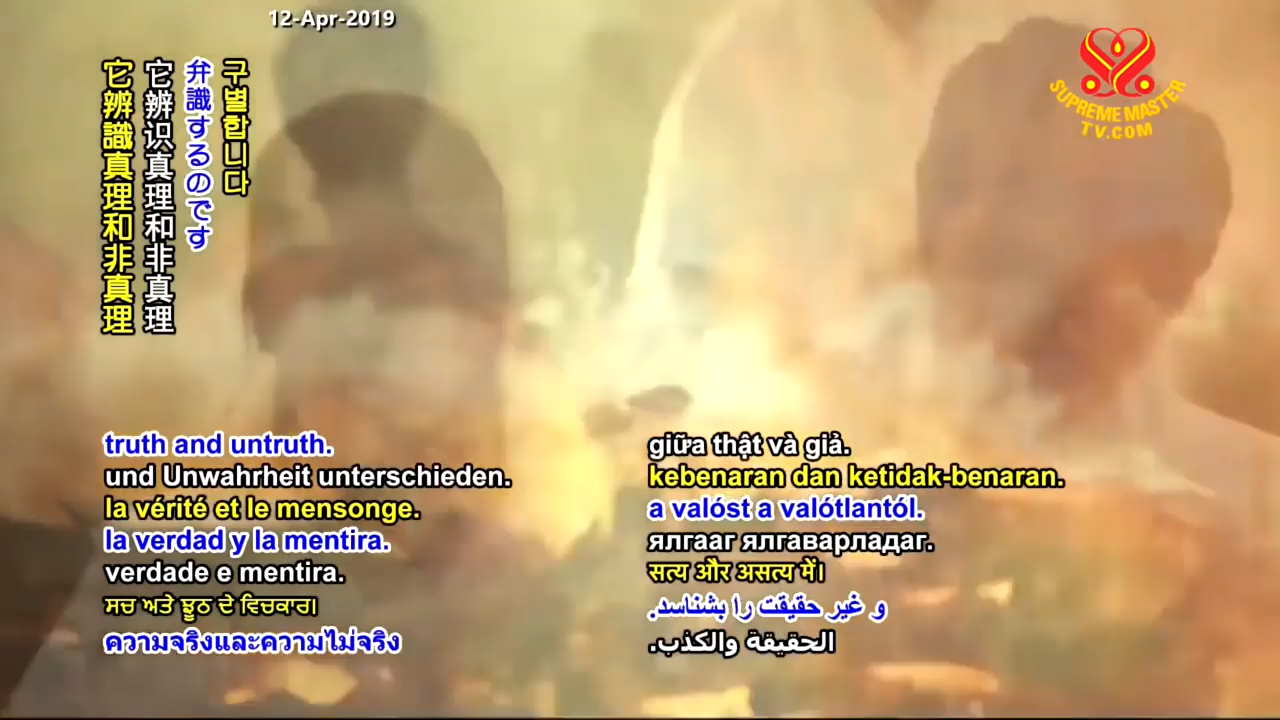 12-Apr-2019
SUPREME MASTER
TV.COM
구별합니다
弁識するのです
它辨识真理和非真理
它辨識真理和非真理
truth and untruth.
und Unwahrheit unterschieden.
la vérité et le mensonge.
la verdad y la mentira.
verdade e mentira.
ਸਚ ਅਤੇ ਝੂਠ ਦੇ ਵਿਚਕਾਰ।
ความจริงและความไม่จริง
giữa thật và giả.
kebenaran dan ketidak-benaran.
a valóst a valótlantól.
ялгааг ялгаварладаг.
सत्य और असत्य में।
و غیر حقیقت را بشناسد.
الحقيقة والكذب.